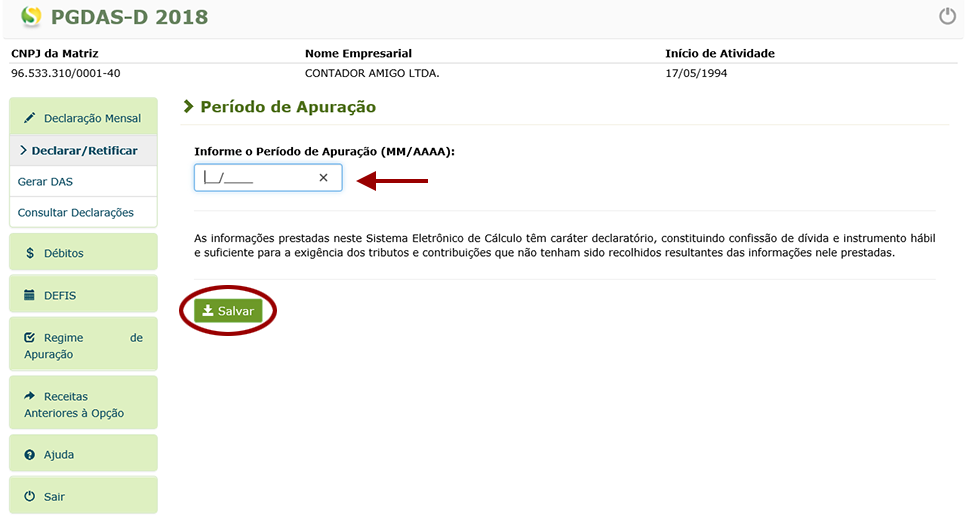 PGDAS-D 2018
CNPJ da Matriz
Nome Empresarial
Início de Atividade
96.533.310/0001-40
CONTADOR AMIGO LTDA.
17/05/1994
Declaração Mensal
Declarar/Retificar
Gerar DAS
Consultar Declarações
$ Débitos
DEFIS
Regime de
Apuração
Receitas
Anteriores à Opção
Ajuda
Sair
Período de Apuração
Informe o Período de Apuração (MM/AAAA):
__/____
As informações prestadas neste Sistema Eletrônico de Cálculo têm caráter declaratório, constituindo confissão de dívida e instrumento hábil
e suficiente para a exigência dos tributos e contribuições que não tenham sido recolhidos resultantes das informações nele prestadas.
Salvar